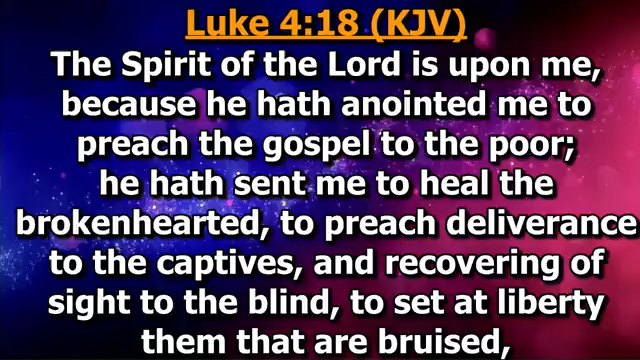 Luke 4:18 (KJV)
The Spirit of the Lord is upon me,
because he hath anointed me to
preach the gospel to the poor;
he hath sent me to heal the
brokenhearted, to preach deliverance
to the captives, and recovering of
sight to the blind, to set at liberty
them that are bruised,